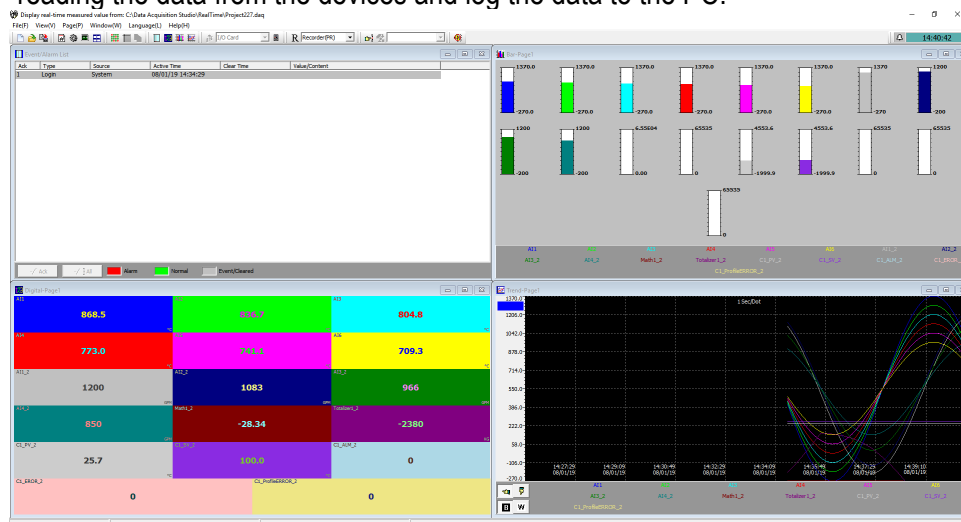 reading the data from the devices and log the data to the PC.
Display real-time measured value from: C:\Data Acquisition Studio\RealTime\Project227.daq
File(F) View(V) Page(P) Window(W) Language(L) Help(H)
I/O Card
R Recorder(PR)
14:40:42
Event/Alarm List
Ack Type Source Active Time Clear Time Value/Content
1 Login System 08/01/19 14:34:29
Ack
All
Alarm
Normal
Event/Cleared
Bar-Page1
1370.0 1370.0 1370.0 1370.0 1370.0 1370.0 1370 1200
-270.0 -270.0 -270.0 -270.0 -270.0 -270.0 -270 -200
1200 1200 6.55E04 65535 4553.6 4553.6 65535 65535
-200 -200 0.00 0 -1999.9 -1999.9 0 0
65535
0
AI1 AI3 AI4 AI5 AI6 AI1_2 AI2_2
AI3_2 AI4_2 Math1_2 Totalizer1_2 C1_PV_2 C1_SV_2 C1_ALM_2 C1_EROR_
C1_ProfileERROR_2
Digital-Page1
AI1 AI3
868.5 836.7 804.8
°C °C
AI4 AI6
773.0 741.1 709.3
°C °C
AI1_2 AI2_2 AI3_2
1200 1083 966
AI4_2 Math1_2 Totalizer1_2
850 -28.34 -2380
C1_PV_2 C1_SV_2 C1_ALM_2
25.7 100.0 0
C1_EROR_2 C1_ProfileERROR_2
0 0
Trend-Page1
1 Sec/Dot
1370.0
1206.0
1042.0
878.0
714.0
550.0
386.0
222.0
58.0
-106.0
-270.0
14:27:29 14:29:09 14:30:49 14:32:29 14:34:09 14:35:49 14:37:29 14:39:10
08/01/19 08/01/19 08/01/19 08/01/19 08/01/19 08/01/19 08/01/19 08/01/19
AI1 AI3 AI4 AI5 AI6
AI3_2 AI4_2 Math1_2 Totalizer1_2 C1_PV_2 C1_SV_2
C1_ProfileERROR_2
B W